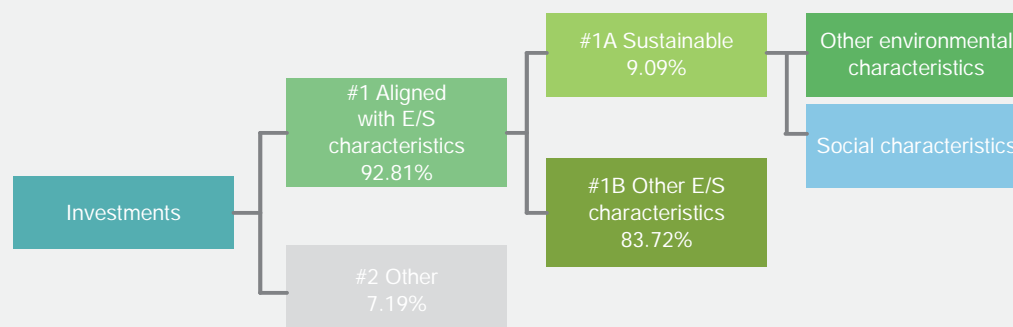 #1A Sustainable
9.09%
Other environmental
characteristics
#1 Aligned
with E/S
characteristics
92.81%
Social characteristics
Investments
#1B Other E/S
characteristics
83.72%
#2 Other
7.19%